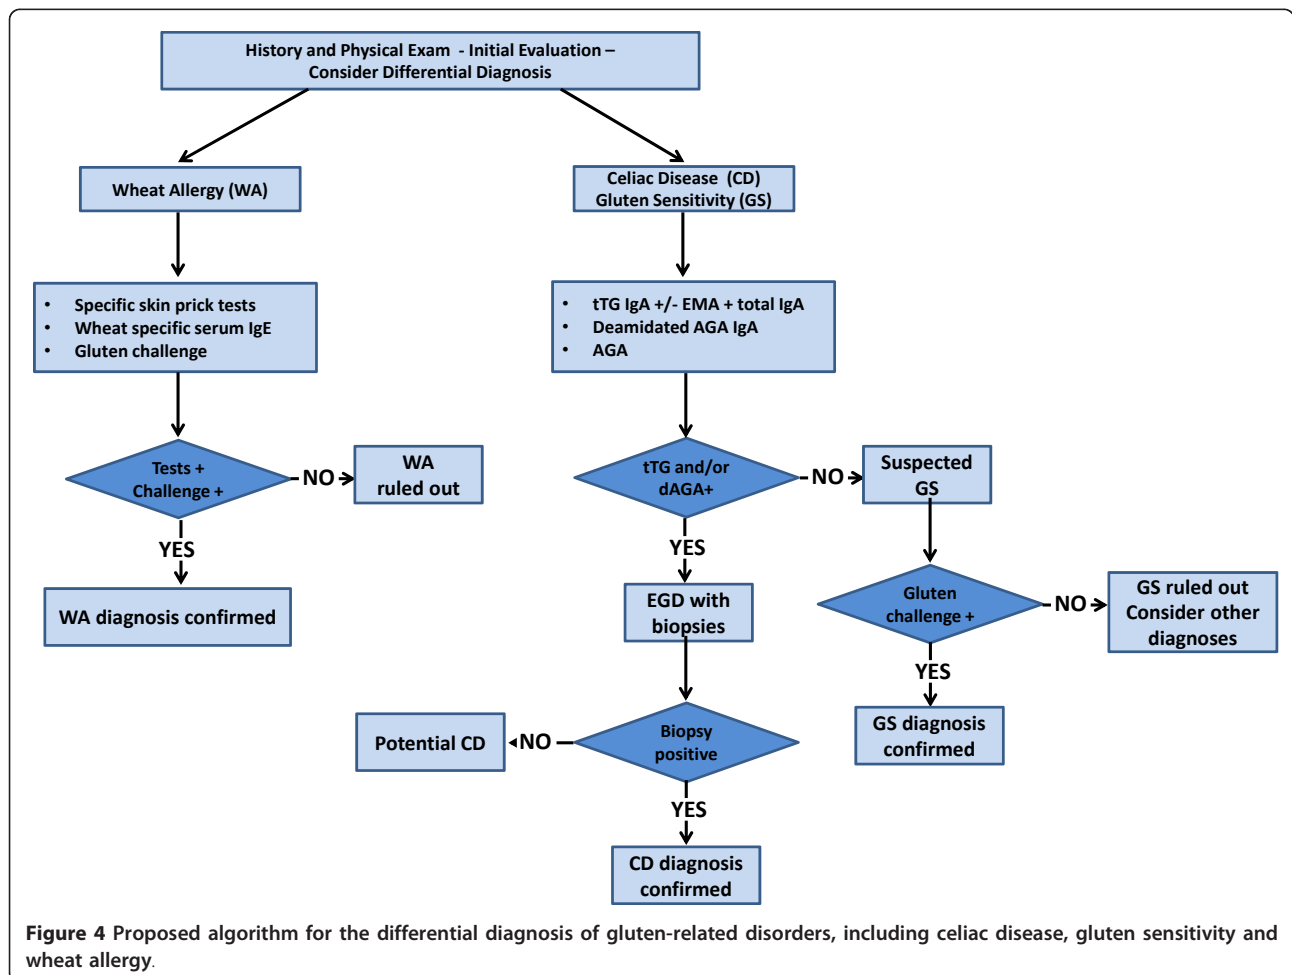 History and Physical Exam - Initial Evaluation –
Consider Differential Diagnosis
Wheat Allergy (WA)
Celiac Disease (CD)
Gluten Sensitivity (GS)
• Specific skin prick tests
• Wheat specific serum IgE
• Gluten challenge
• tTG IgA +/- EMA + total IgA
• Deamidated AGA IgA
• AGA
Tests +
Challenge +
NO
WA
ruled out
tTG and/or
dAGA+
NO
Suspected
GS
YES
YES
WA diagnosis confirmed
EGD with
biopsies
Gluten
challenge +
NO
GS ruled out
Consider other
diagnoses
YES
GS diagnosis
confirmed
Potential CD
NO
Biopsy
positive
YES
CD diagnosis
confirmed
Figure 4 Proposed algorithm for the differential diagnosis of gluten-related disorders, including celiac disease, gluten sensitivity and
wheat allergy.